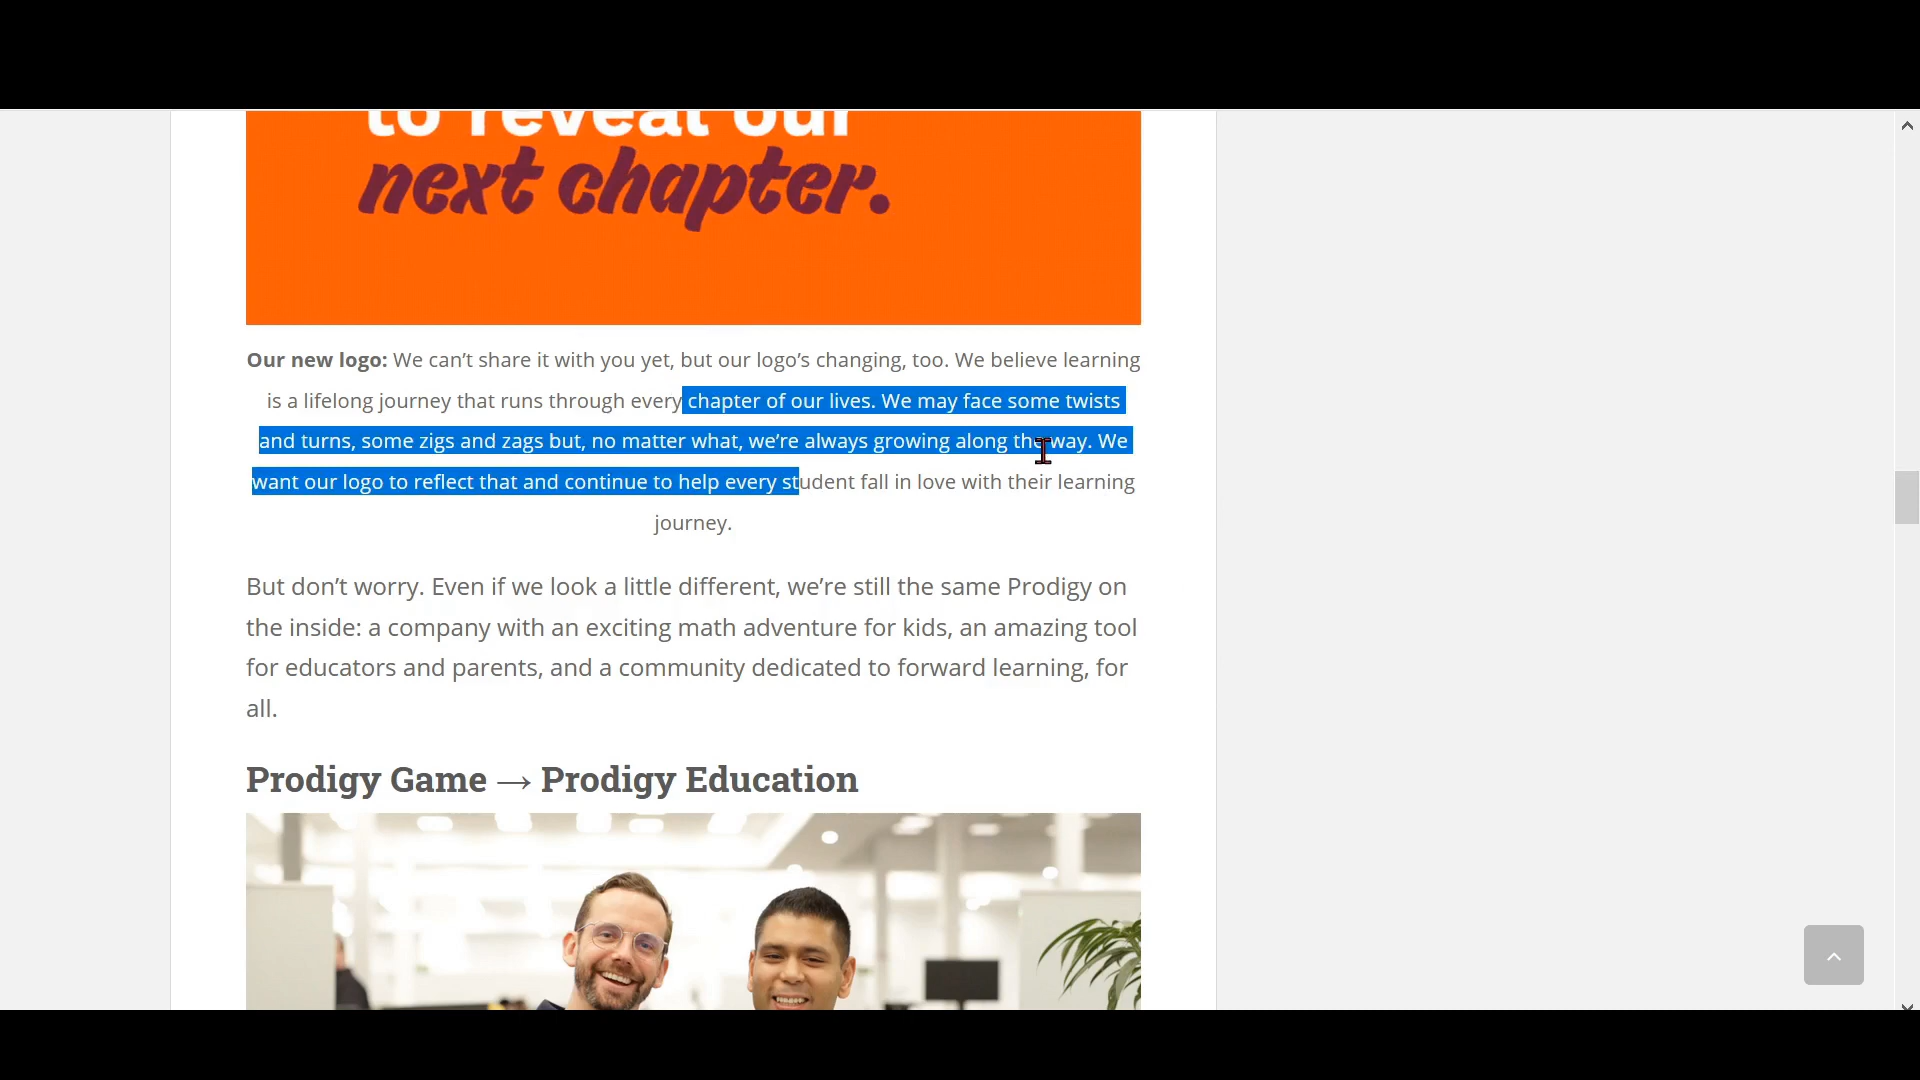 to reveal our
next chapter.
Our new logo: We can’t share it with you yet, but our logo’s changing, too. We believe learning
is a lifelong journey that runs through every chapter of our lives. We may face some twists
and turns, some zigs and zags but, no matter what, we’re always growing along the way. We
want our logo to reflect that and continue to help every student fall in love with their learning
journey.
But don’t worry. Even if we look a little different, we’re still the same Prodigy on
the inside: a company with an exciting math adventure for kids, an amazing tool
for educators and parents, and a community dedicated to forward learning, for
all.
Prodigy Game → Prodigy Education